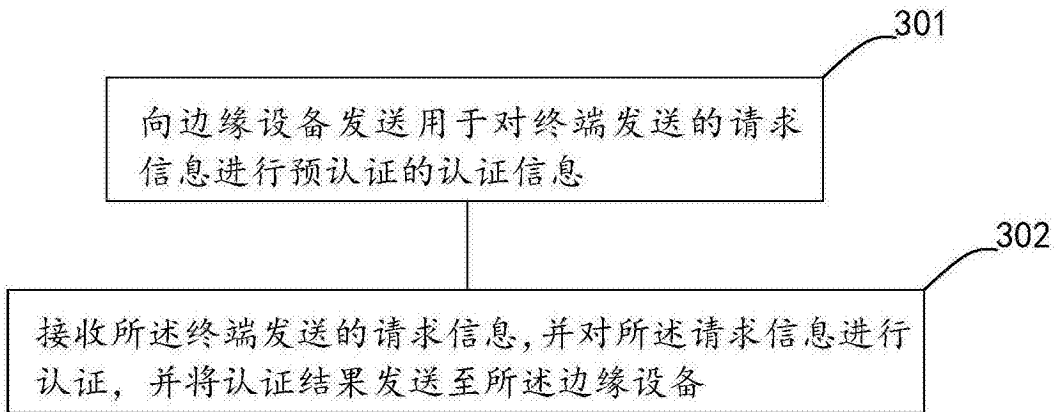 301
向边缘设备发送用于对终端发送的请求
信息进行预认证的认证信息
302
接收所述终端发送的请求信息,并对所述请求信息进行
认证，并将认证结果发送至所述边缘设备